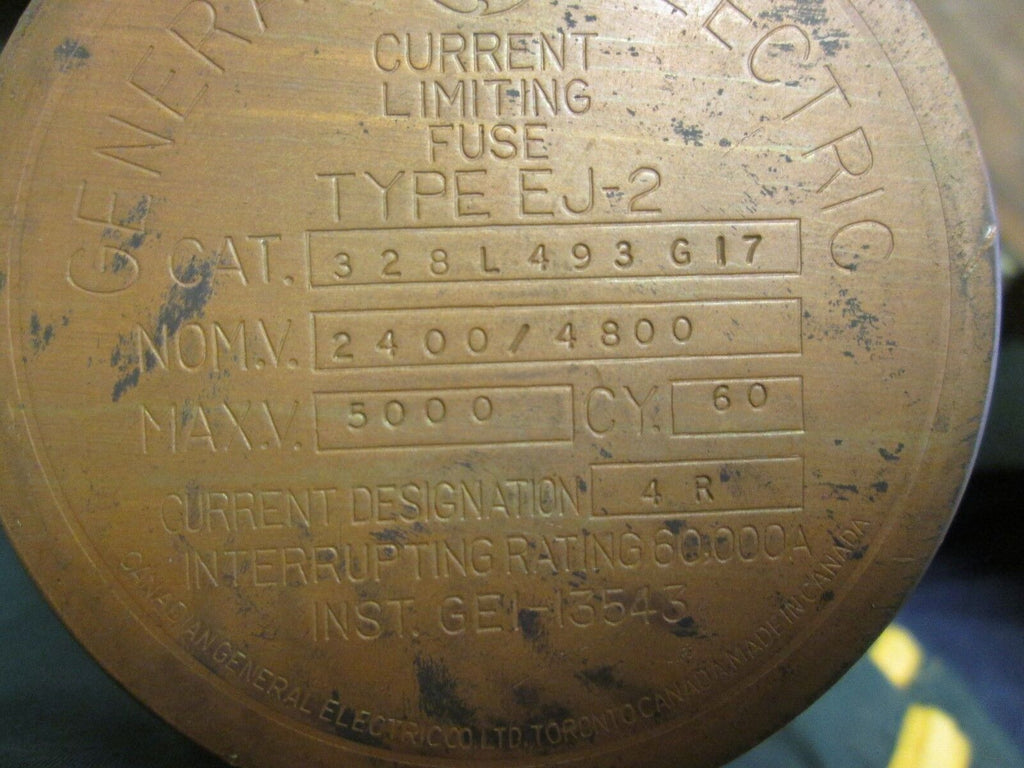 GENERAL ELECTRIC
CURRENT
LIMITING
FUSE
TYPE EJ-2
CAT. 328L493G17
NOM.V. 2400/4800
MAX.V. 5000 CY. 60
CURRENT DESIGNATION 4 R
INTERRUPTING RATING 60,000A
INST. GEI-13543
CANADIAN GENERAL ELECTRIC CO LTD. TORONTO CANADA MADE IN CANADA